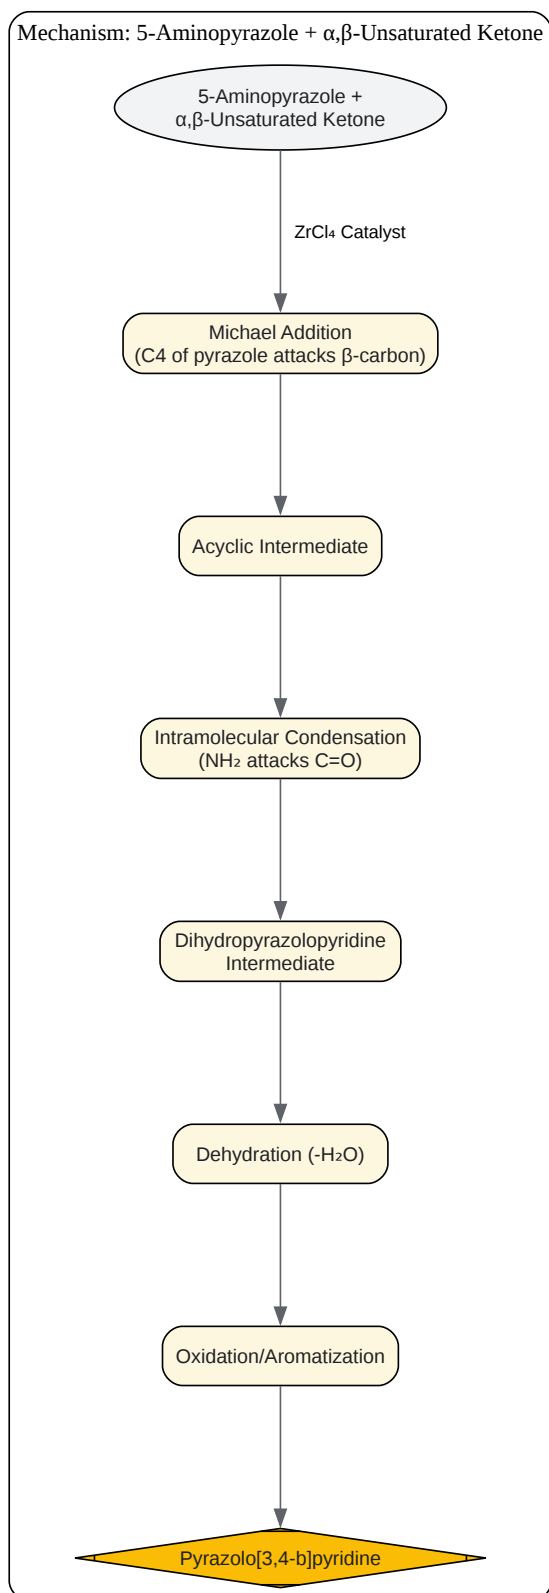 Mechanism: 5-Aminopyrazole + α,β-Unsaturated Ketone
5-Aminopyrazole +
α,β-Unsaturated Ketone
ZrCl₄ Catalyst
Michael Addition
(C4 of pyrazole attacks β-carbon)
Acyclic Intermediate
Intramolecular Condensation
(NH₂ attacks C=O)
Dihydropyrazolopyridine
Intermediate
Dehydration (-H₂O)
Oxidation/Aromatization
Pyrazolo[3,4-b]pyridine